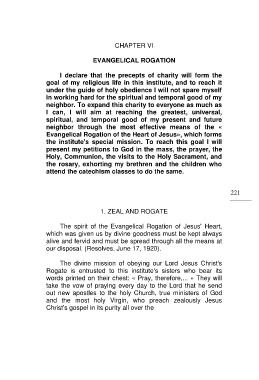 CHAPTER VI
EVANGELICAL ROGATION
I declare that the precepts of charity will form the
goal of my religious life in this institute, and to reach it
under the guide of holy obedience I will not spare myself
in working hard for the spiritual and temporal good of my
neighbor. To expand this charity to everyone as much as
I can, I will aim at reaching the greatest, universal,
spiritual, and temporal good of my present and future
neighbor through the most effective means of the «
Evangelical Rogation of the Heart of Jesus», which forms
the institute's special mission. To reach this goal I will
present my petitions to God in the mass, the prayer, the
Holy, Communion, the visits to the Holy Sacrament, and
the rosary, exhorting my brethren and the children who
attend the catechism classes to do the same.
221
1. ZEAL AND ROGATE
The spirit of the Evangelical Rogation of Jesus' Heart,
which was given us by divine goodness must be kept always
alive and fervid and must be spread through all the means at
our disposal. (Resolves, June 17, 1920).
The divine mission of obeying our Lord Jesus Christ's
Rogate is entrusted to this institute's sisters who bear its
words printed on their chest: « Pray, therefore,... » They will
take the vow of praying every day to the Lord that he send
out new apostles to the holy Church, true ministers of God
and the most holy Virgin, who preach zealously Jesus
Christ's gospel in its purity all over the